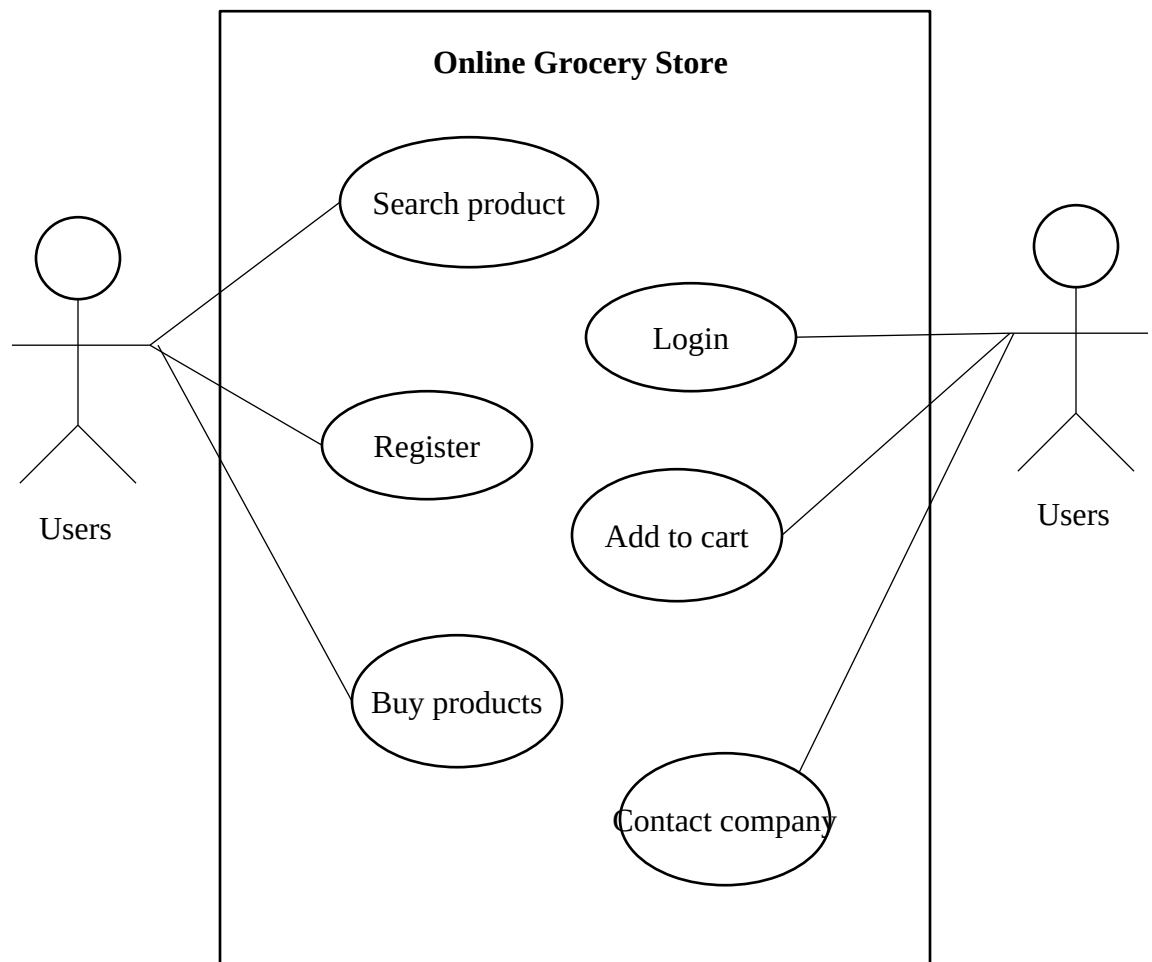 Online Grocery Store
Search product
Login
Register
Users
Users
Add to cart
Buy products
Contact company